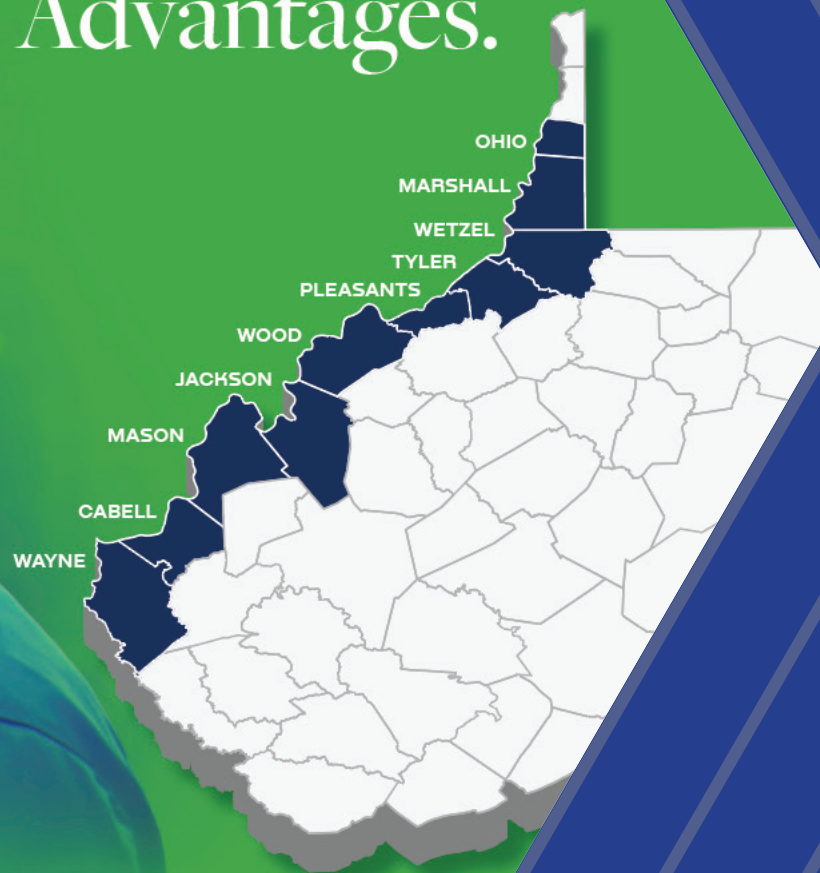 Advantages.
OHIO
MARSHALL
WETZEL
TYLER
PLEASANTS
WOOD
JACKSON
MASON
CABELL
WAYNE